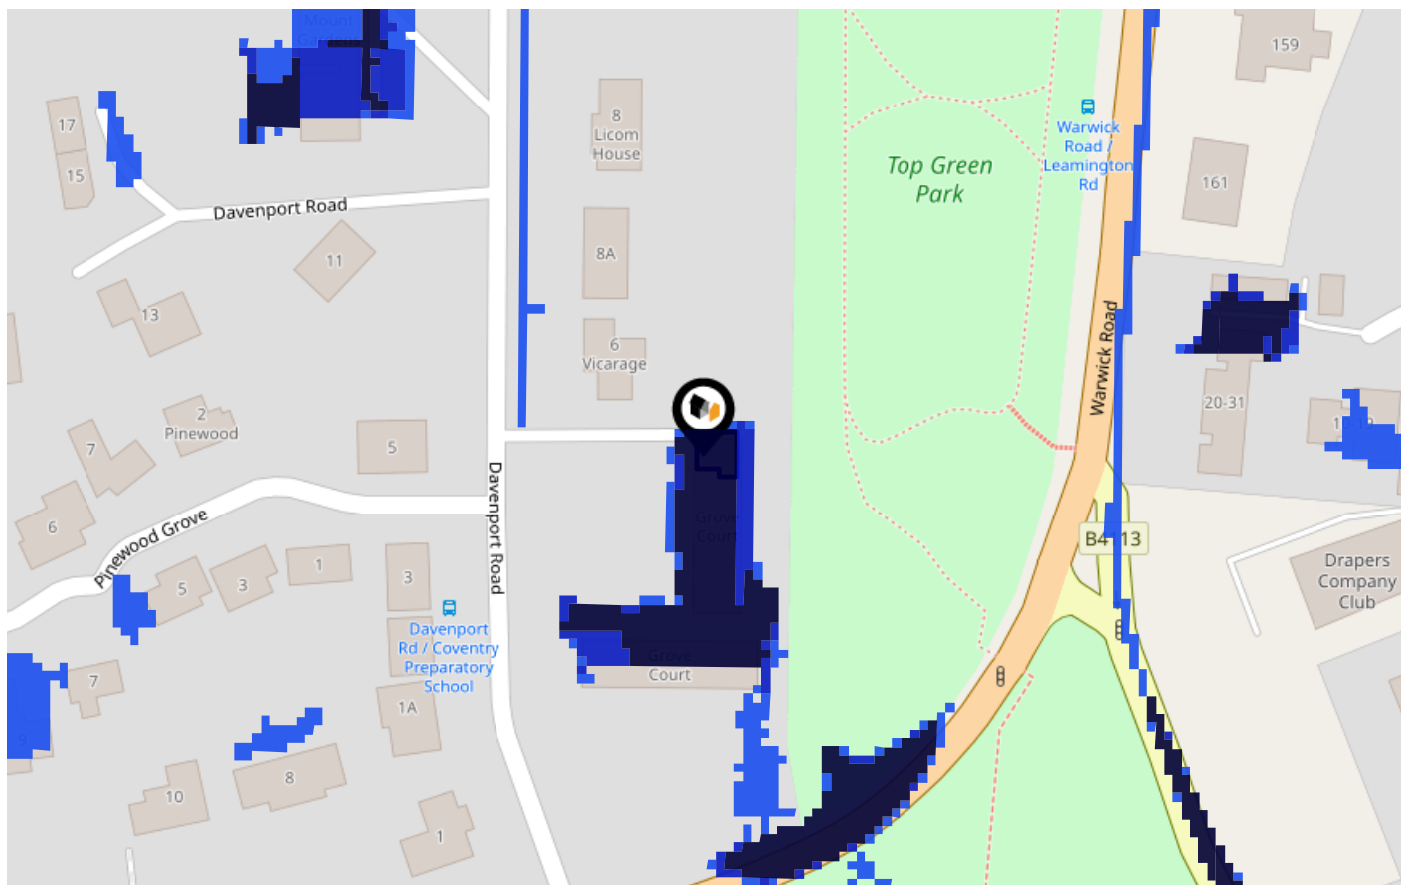 Mount
Gardens
159
17
8
Licom
House
Warwick
Road /
Leamington
Rd
15
Top Green
Park
161
Davenport Road
8A
11
13
6
Vicarage
Warwick Road
2
Pinewood
20-31
7
5
Davenport Road
6
Grove
Court
Pinewood Grove
B4113
1
3
5
3
Drapers
Company
Club
Davenport
Rd / Coventry
Preparatory
School
Grove
Court
7
1A
9
8
10
1